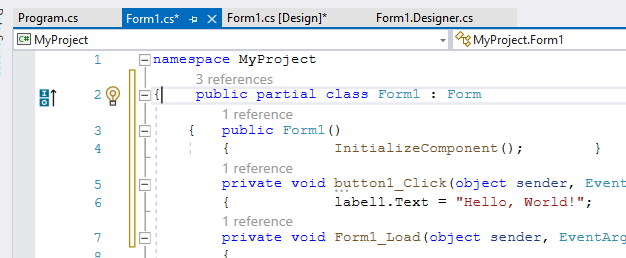 Program.cs Form1.cs* Form1.cs [Design]* Form1.Designer.cs
C# MyProject MyProject.Form1
1 namespace MyProject
3 references
2 { public partial class Form1 : Form
1 reference
3 { public Form1()
4 { InitializeComponent(); }
1 reference
5 private void button1_Click(object sender, Event
6 { label1.Text = "Hello, World!";
1 reference
7 private void Form1_Load(object sender, EventArg
8 {